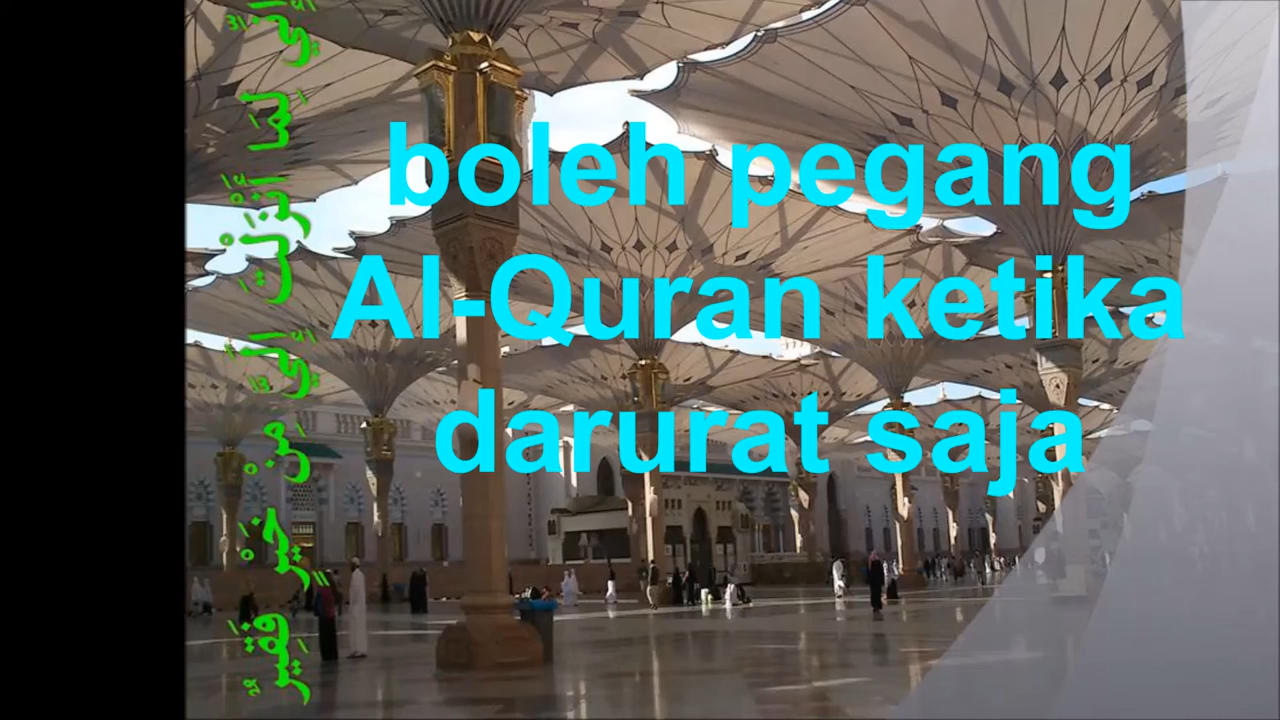 boleh pegang
Al-Quran ketika
darurat saja
اِنِّي لِمَا أَنْزَلْتَ إِلَيَّ مِنْ خَيْرٍ فَقِيْرٌ